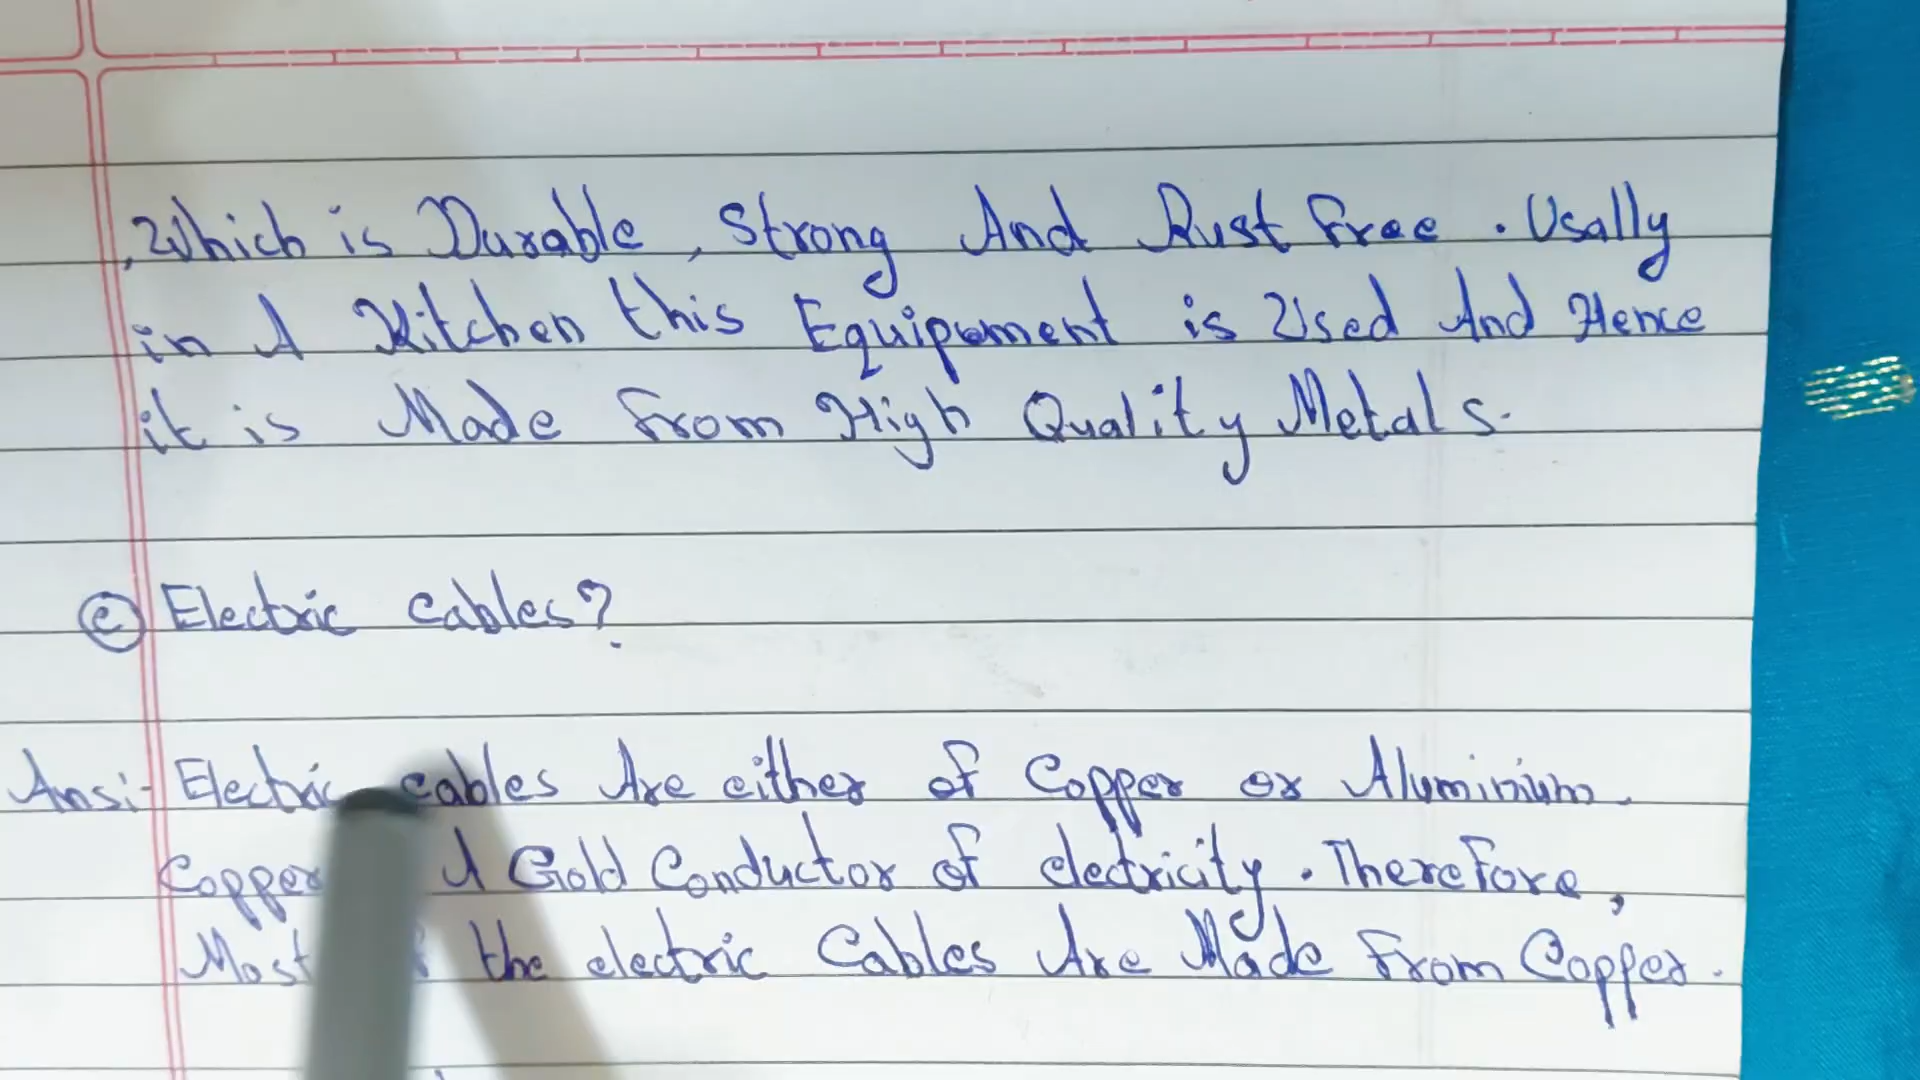 ,Which is Durable, Strong And Rust Free. Usally
in A Kitchen this Equipoment is Used And Hence
it is Made From High Quality Metals.
(c) Electric cables?
Ans:- Electric cables Are either of Copper or Aluminium.
Copper A Gold Conductor of electricity. Therefore,
Most the electric Cables Are Made From Copper.